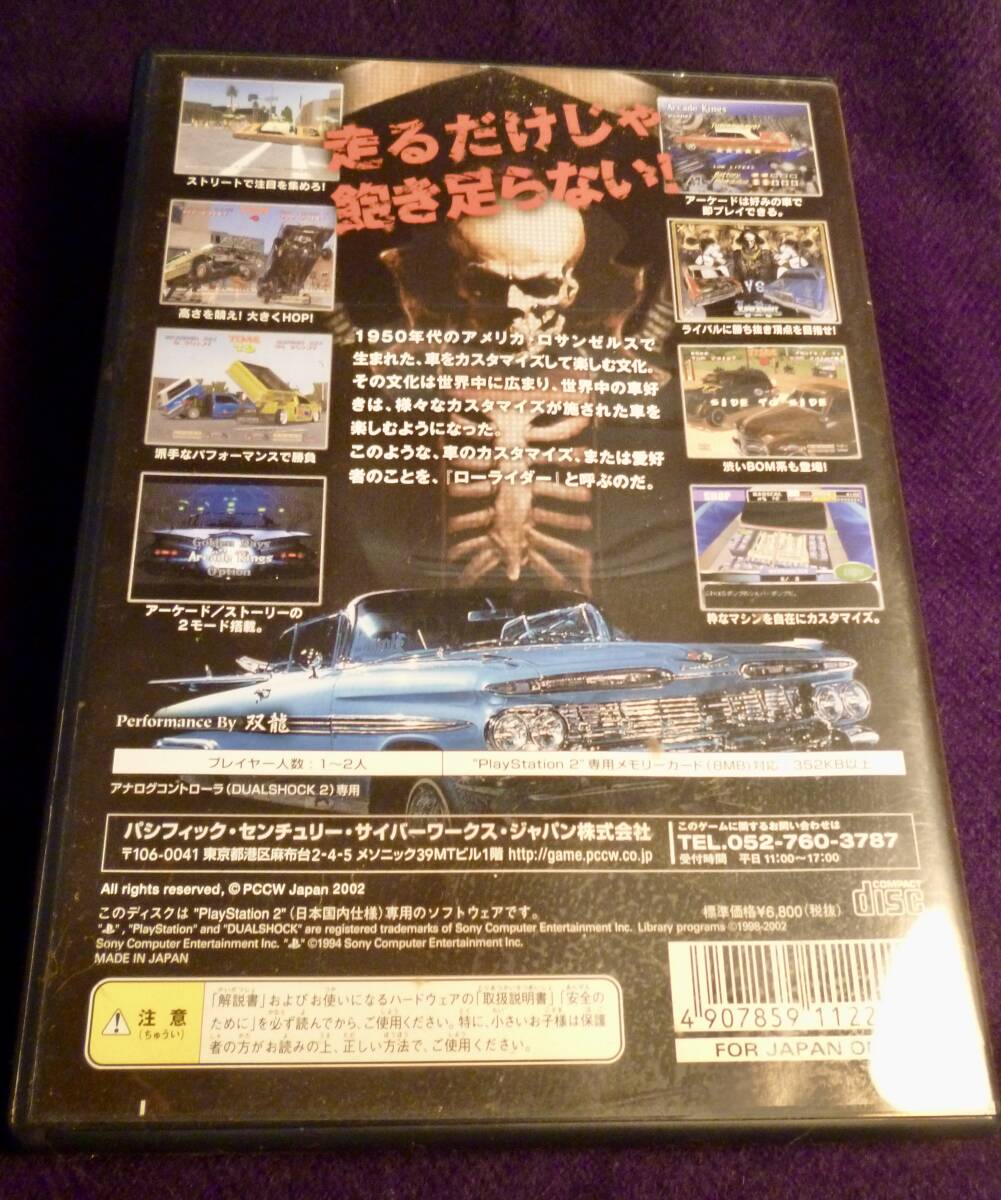 走るだけじゃ
飽き足らない!
ストリートで注目を集めろ!
高さを競え! 大きくHOP!
派手なパフォーマンスで勝負
Golden Days
Arcade Kings
Option
アーケード/ストーリーの
2モード搭載。
Arcade Kings
アーケードは好みの車で
即プレイできる。
ライバルに勝ち抜き頂点を目指せ!
SIDE TO SIDE
渋いBOM系も登場!
SHOP
粋なマシンを自在にカスタマイズ。
1950年代のアメリカ・ロサンゼルスで
生まれた、車をカスタマイズして楽しむ文化。
その文化は世界中に広まり、世界中の車好
きは、様々なカスタマイズが施された車を
楽しむようになった。
このような、車のカスタマイズ、または愛好
者のことを、『ローライダー』と呼ぶのだ。
Performance By 双龍
プレイヤー人数:1~2人
"PlayStation 2"専用メモリーカード(8MB)対応:352KB以上
アナログコントローラ(DUALSHOCK 2)専用
パシフィック・センチュリー・サイバーワークス・ジャパン株式会社
〒106-0041 東京都港区麻布台2-4-5 メソニック39MTビル1階 http://game.pccw.co.jp
このゲームに関するお問い合わせは
TEL.052-760-3787
受付時間 平日 11:00~17:00
All rights reserved, © PCCW Japan 2002
COMPACT
disc
このディスクは "PlayStation 2"(日本国内仕様)専用のソフトウェアです。
標準価格¥6,800(税抜)
" ", "PlayStation" and "DUALSHOCK" are registered trademarks of Sony Computer Entertainment Inc. Library programs ©1998-2002
Sony Computer Entertainment Inc. " " ©1994 Sony Computer Entertainment Inc.
MADE IN JAPAN
注意
(ちゅうい)
「解説書」およびお使いになるハードウェアの「取扱説明書」「安全の
ために」を必ず読んでから、ご使用ください。特に、小さいお子様は保護
者の方がお読みの上、正しい方法で、ご使用ください。
4 907859 1122
FOR JAPAN